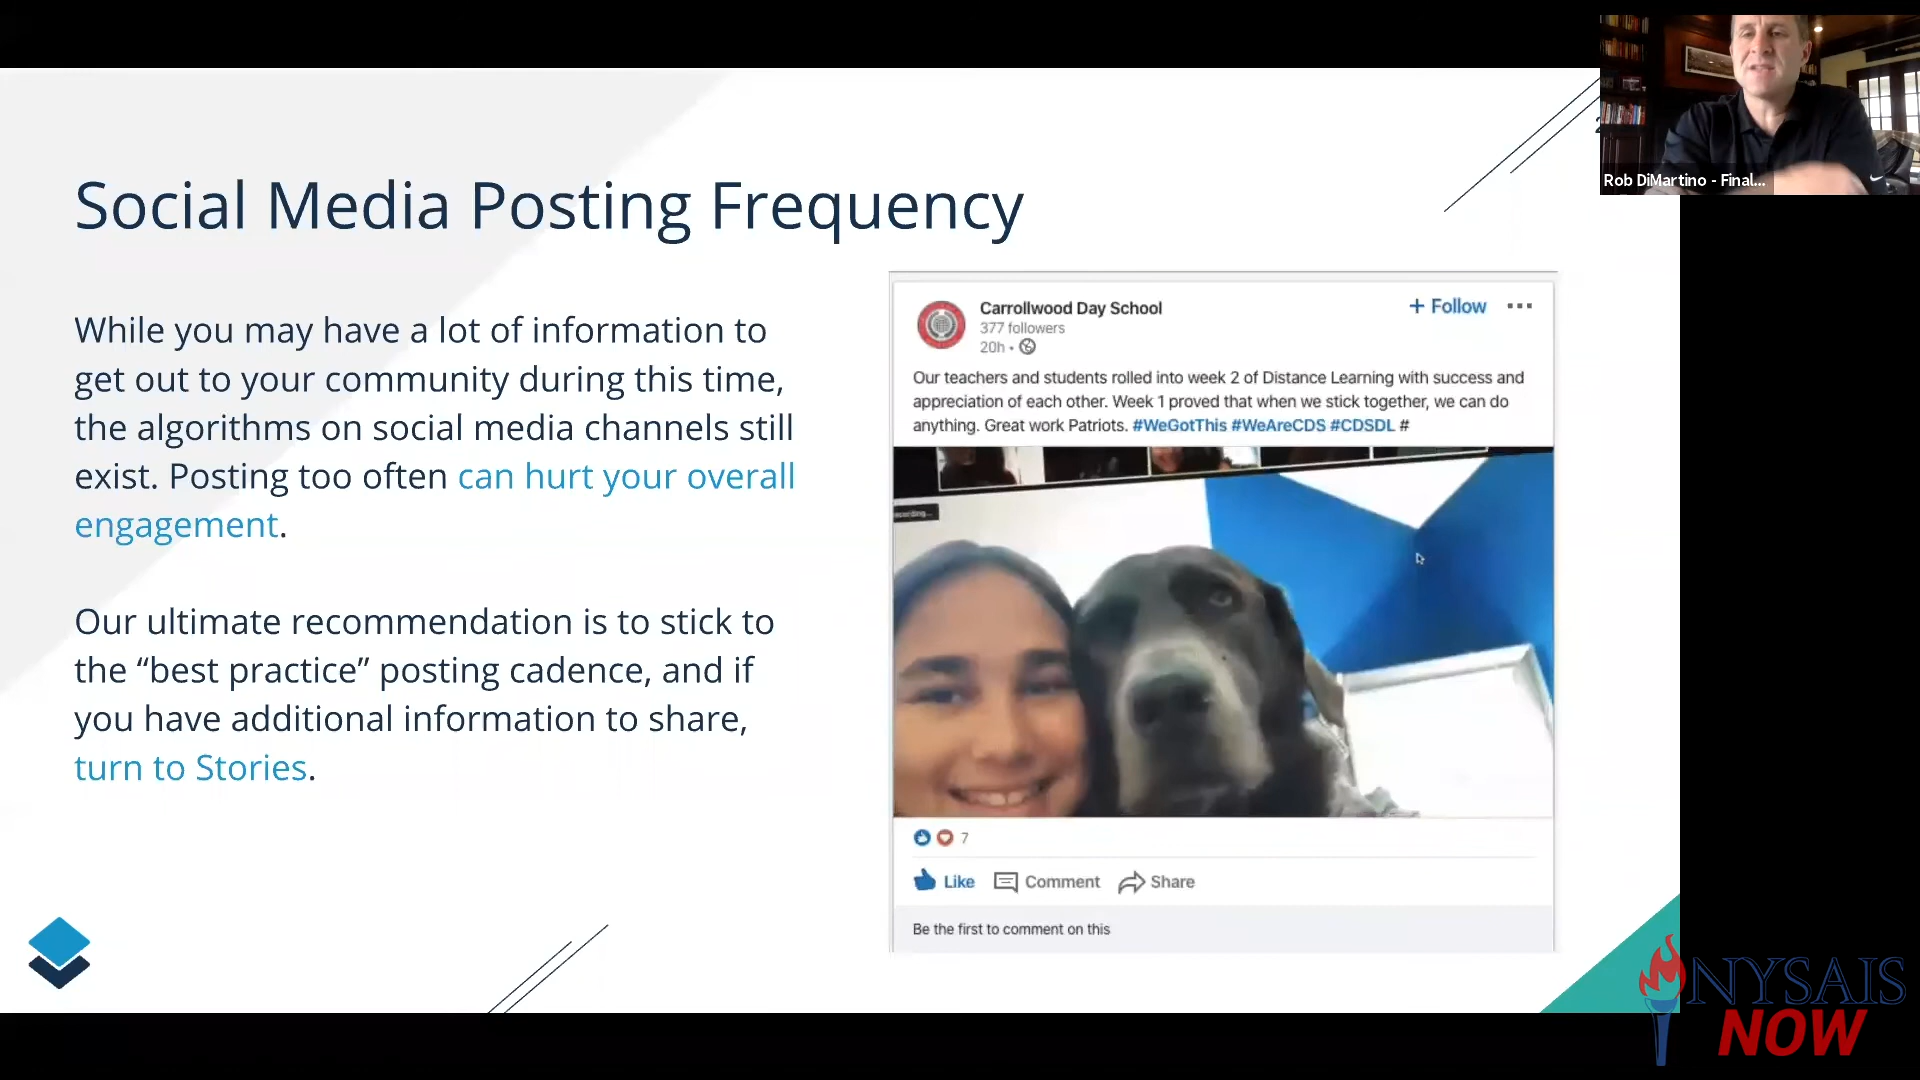 Rob DiMartino - Final...
Social Media Posting Frequency
While you may have a lot of information to
get out to your community during this time,
the algorithms on social media channels still
exist. Posting too often can hurt your overall
engagement.
Our ultimate recommendation is to stick to
the “best practice” posting cadence, and if
you have additional information to share,
turn to Stories.
Carrollwood Day School
377 followers
20h •
+ Follow
Our teachers and students rolled into week 2 of Distance Learning with success and
appreciation of each other. Week 1 proved that when we stick together, we can do
anything. Great work Patriots. #WeGotThis #WeAreCDS #CDSDL #
7
Like Comment Share
Be the first to comment on this
NYSAIS
NOW